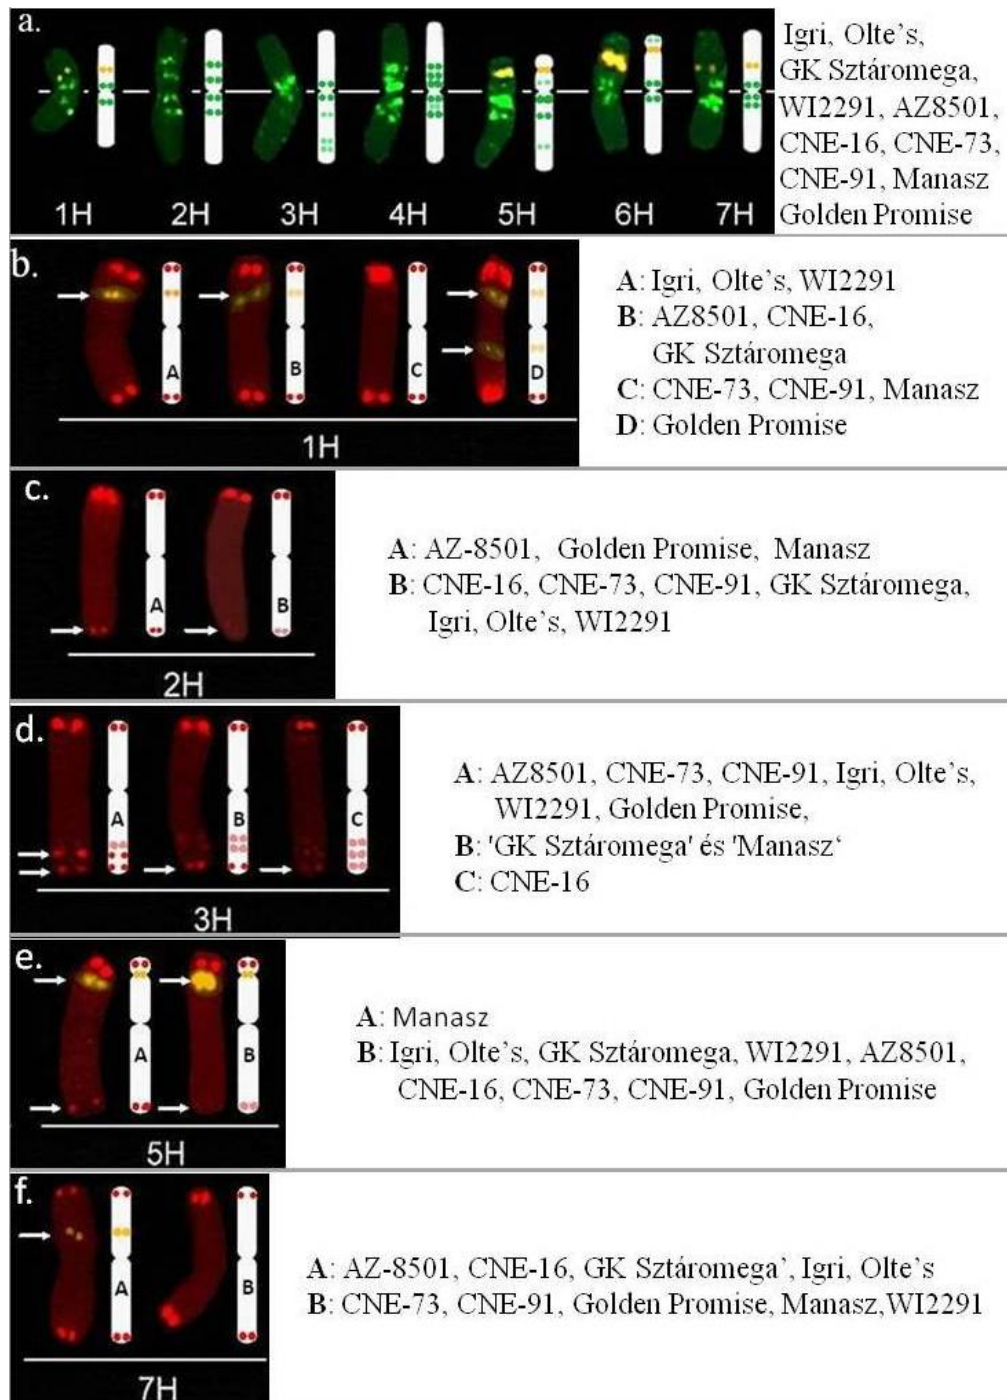 a.
1H 2H 3H 4H 5H 6H 7H
Igri, Olte's,
GK Sztáromega,
WI2291, AZ8501,
CNE-16, CNE-73,
CNE-91, Manasz
Golden Promise
b.
A B C D
1H
A: Igri, Olte's, WI2291
B: AZ8501, CNE-16,
GK Sztáromega
C: CNE-73, CNE-91, Manasz
D: Golden Promise
c.
A B
2H
A: AZ-8501, Golden Promise, Manasz
B: CNE-16, CNE-73, CNE-91, GK Sztáromega,
Igri, Olte's, WI2291
d.
A B C
3H
A: AZ8501, CNE-73, CNE-91, Igri, Olte's,
WI2291, Golden Promise,
B: 'GK Sztáromega' és 'Manasz‘
C: CNE-16
e.
A B
5H
A: Manasz
B: Igri, Olte's, GK Sztáromega, WI2291, AZ8501,
CNE-16, CNE-73, CNE-91, Golden Promise
f.
A B
7H
A: AZ-8501, CNE-16, GK Sztáromega’, Igri, Olte's
B: CNE-73, CNE-91, Golden Promise, Manasz,WI2291